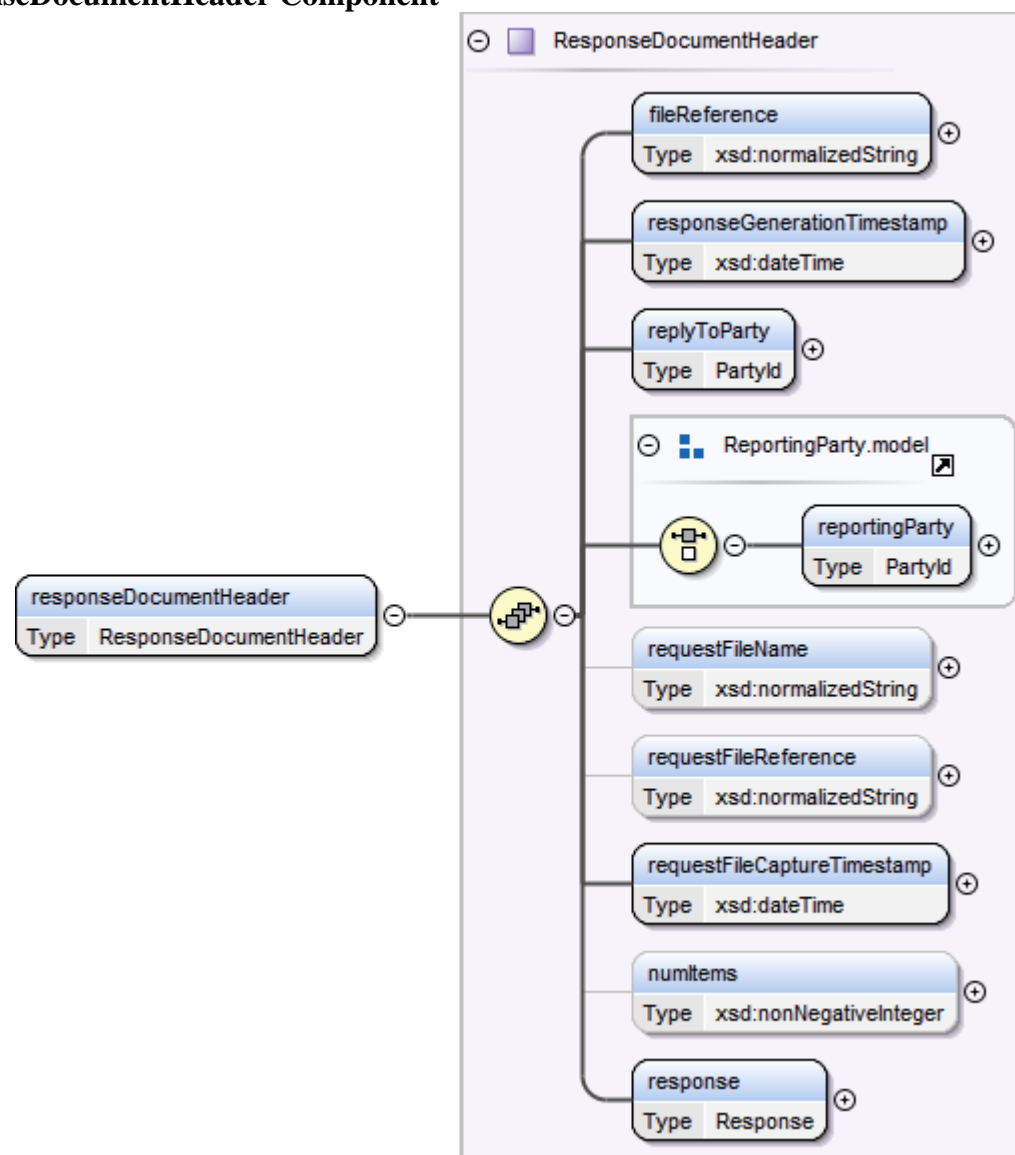 seDocumentHeader Component
ResponseDocumentHeader
fileReference
Type xsd:normalizedString
responseGenerationTimestamp
Type xsd:dateTime
replyToParty
Type PartyId
ReportingParty.model
reportingParty
Type PartyId
responseDocumentHeader
Type ResponseDocumentHeader
requestFileName
Type xsd:normalizedString
requestFileReference
Type xsd:normalizedString
requestFileCaptureTimestamp
Type xsd:dateTime
numItems
Type xsd:nonNegativeInteger
response
Type Response